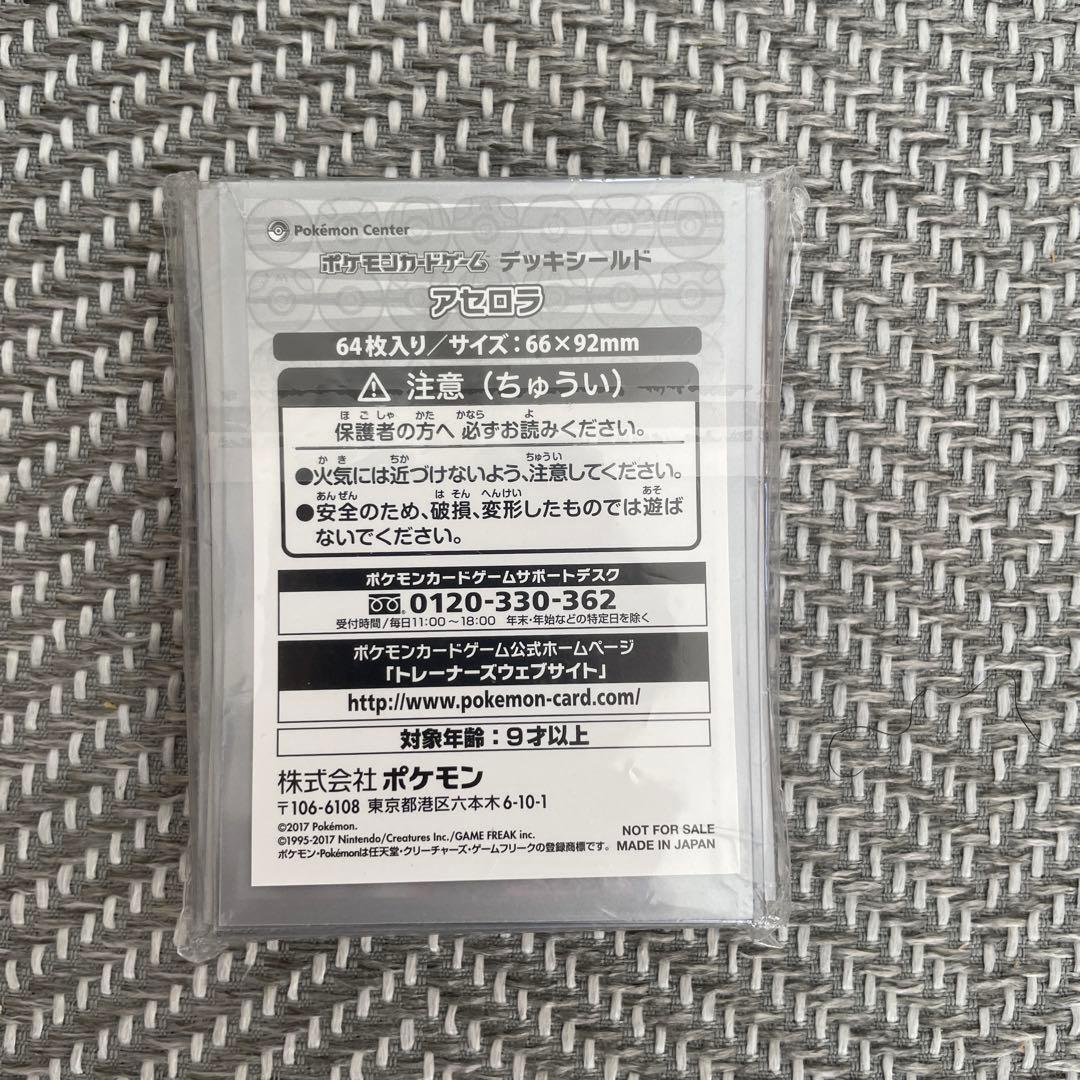 Pokémon Center
ポケモンカードゲーム デッキシールド
アセロラ
64枚入り／サイズ：66×92mm
⚠ 注意（ちゅうい）
ほごしゃ かた かなら よ
保護者の方へ 必ずお読みください。
かき ちか ちゅうい
●火気には近づけないよう、注意してください。
あんぜん はそん へんけい あそ
●安全のため、破損、変形したものでは遊ば
ないでください。
ポケモンカードゲームサポートデスク
0120-330-362
受付時間/毎日11:00～18:00 年末・年始などの特定日を除く
ポケモンカードゲーム公式ホームページ
「トレーナーズウェブサイト」
http://www.pokemon-card.com/
対象年齢：9才以上
株式会社 ポケモン
〒106-6108 東京都港区六本木6-10-1
©2017 Pokémon.
©1995-2017 Nintendo/Creatures Inc./GAME FREAK inc.
ポケモン・Pokémonは任天堂・クリーチャーズ・ゲームフリークの登録商標です。
NOT FOR SALE
MADE IN JAPAN